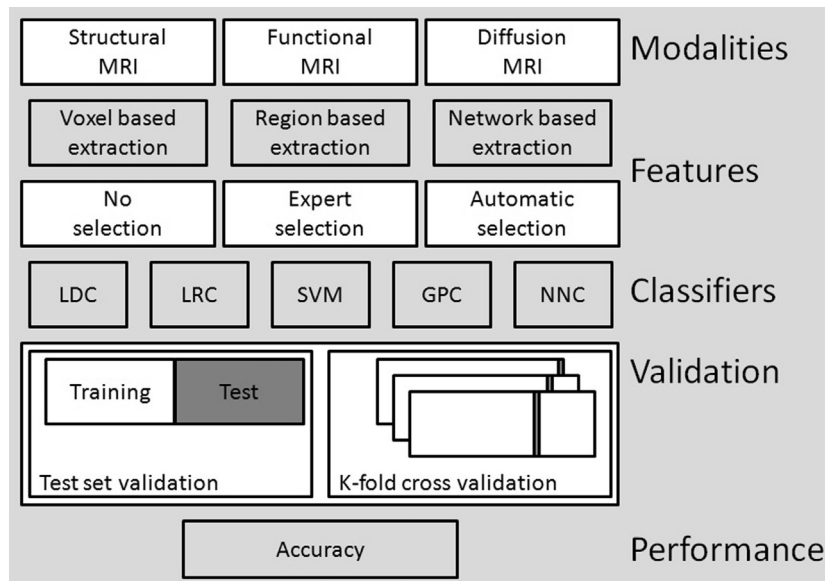 Structural
MRI
Functional
MRI
Diffusion
MRI
Modalities
Voxel based
extraction
Region based
extraction
Network based
extraction
Features
No
selection
Expert
selection
Automatic
selection
LDC
LRC
SVM
GPC
NNC
Classifiers
Validation
Training
Test
Test set validation
K-fold cross validation
Accuracy
Performance